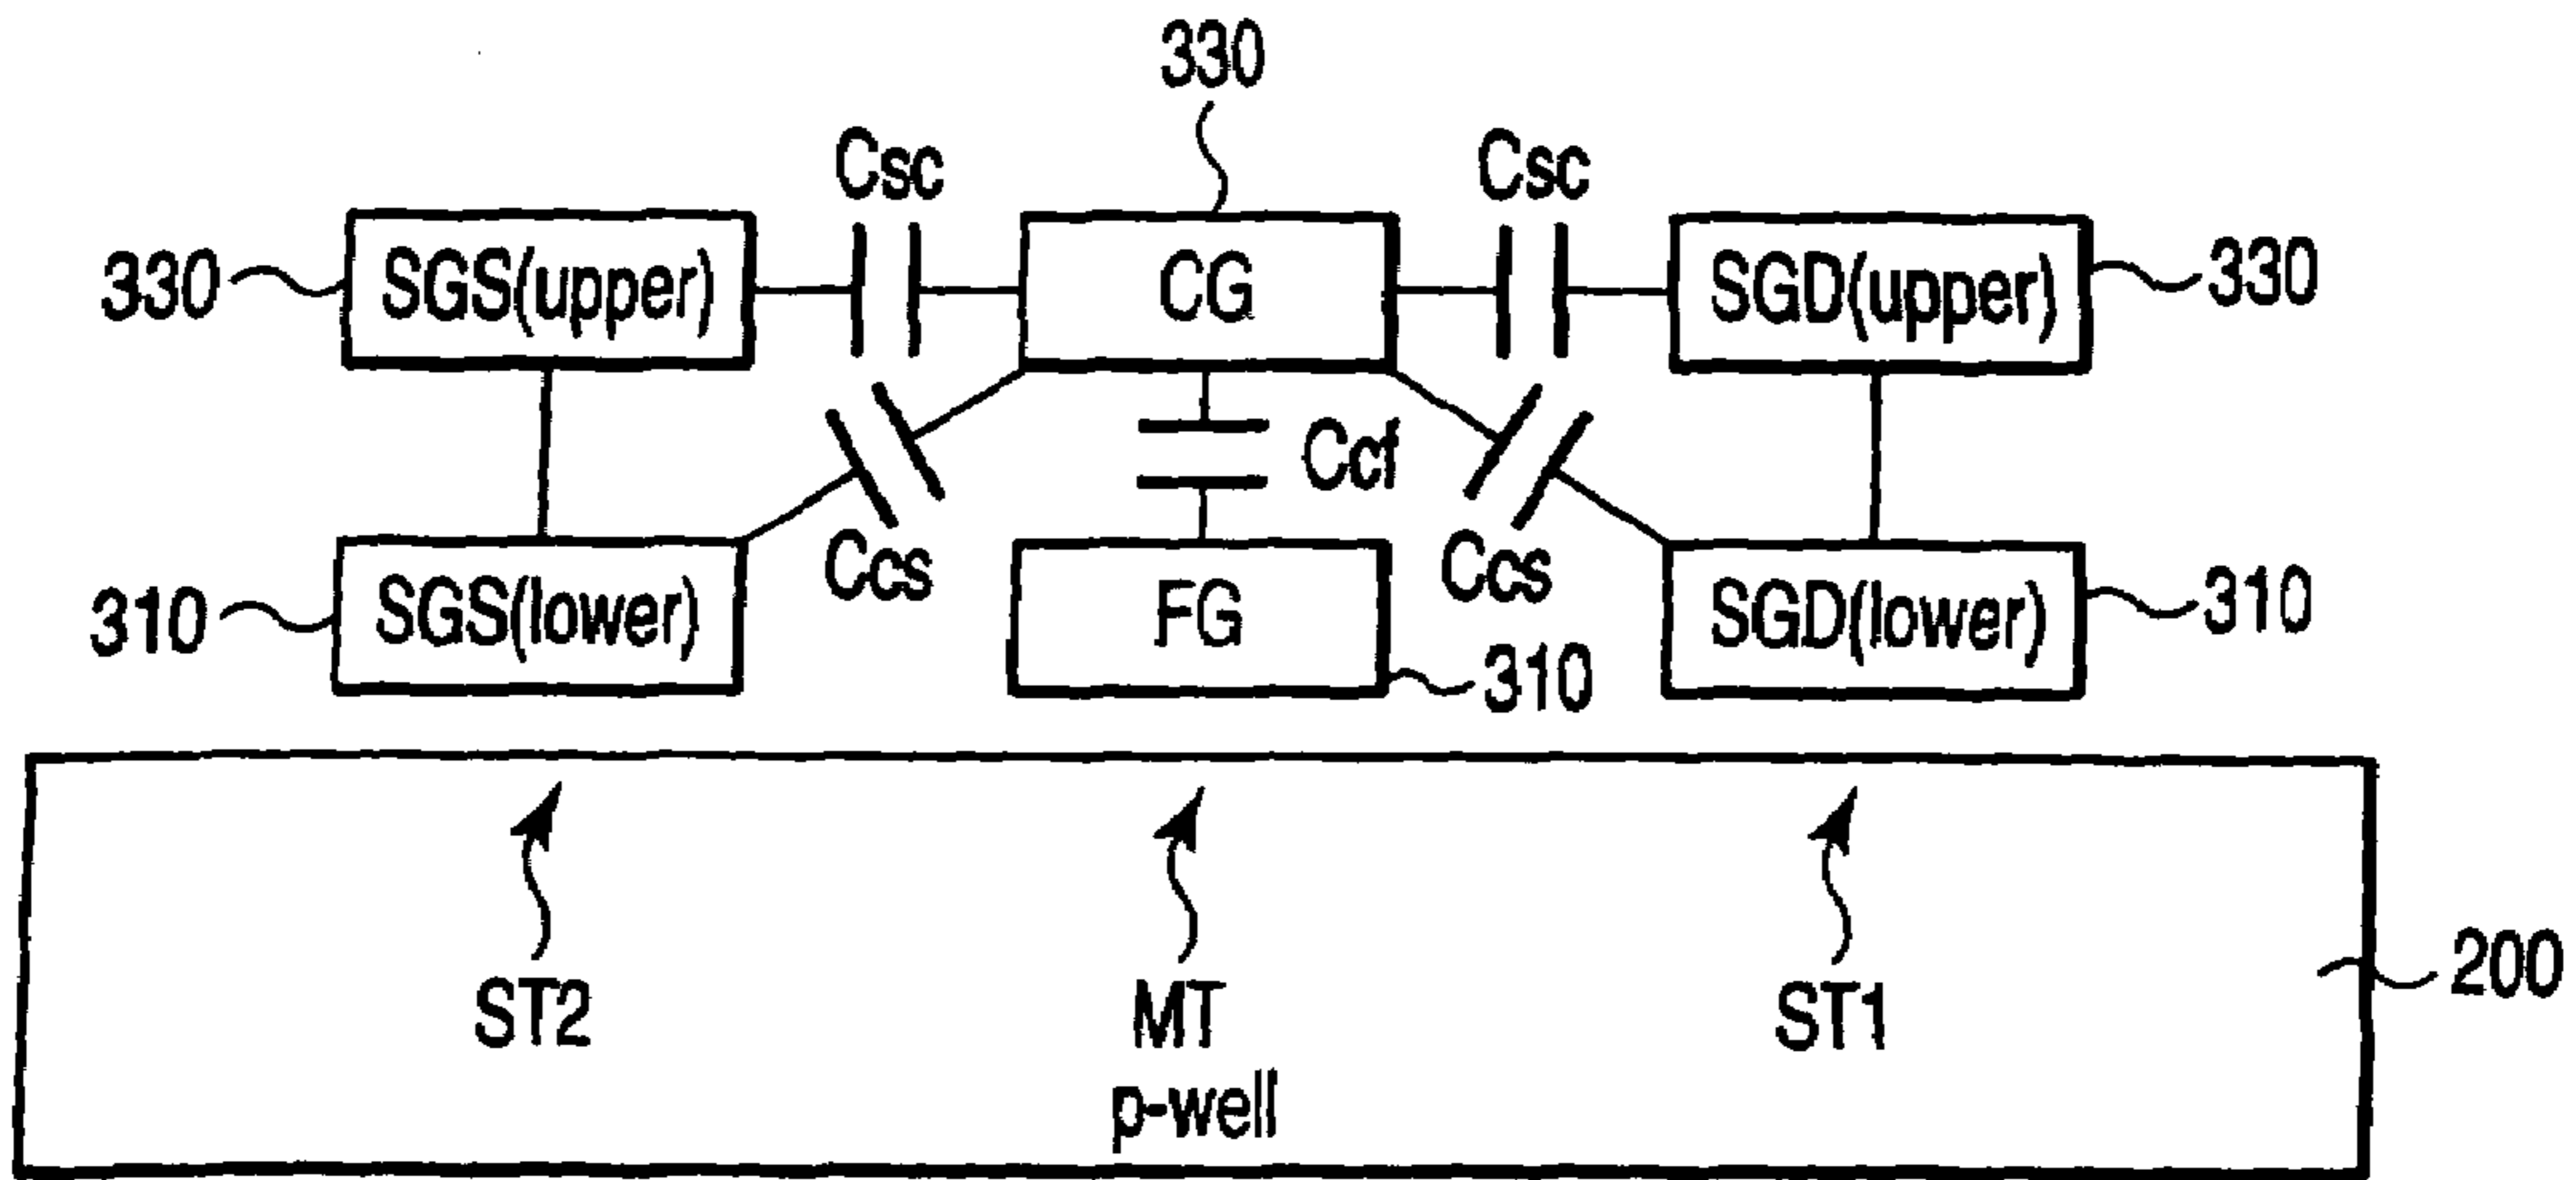 330
Csc
Csc
330
SGS(upper)
CG
SGD(upper)
330
Ccf
Ccs
Ccs
310
SGS(lower)
FG
SGD(lower)
310
310
ST2
MT
ST1
200
p-well